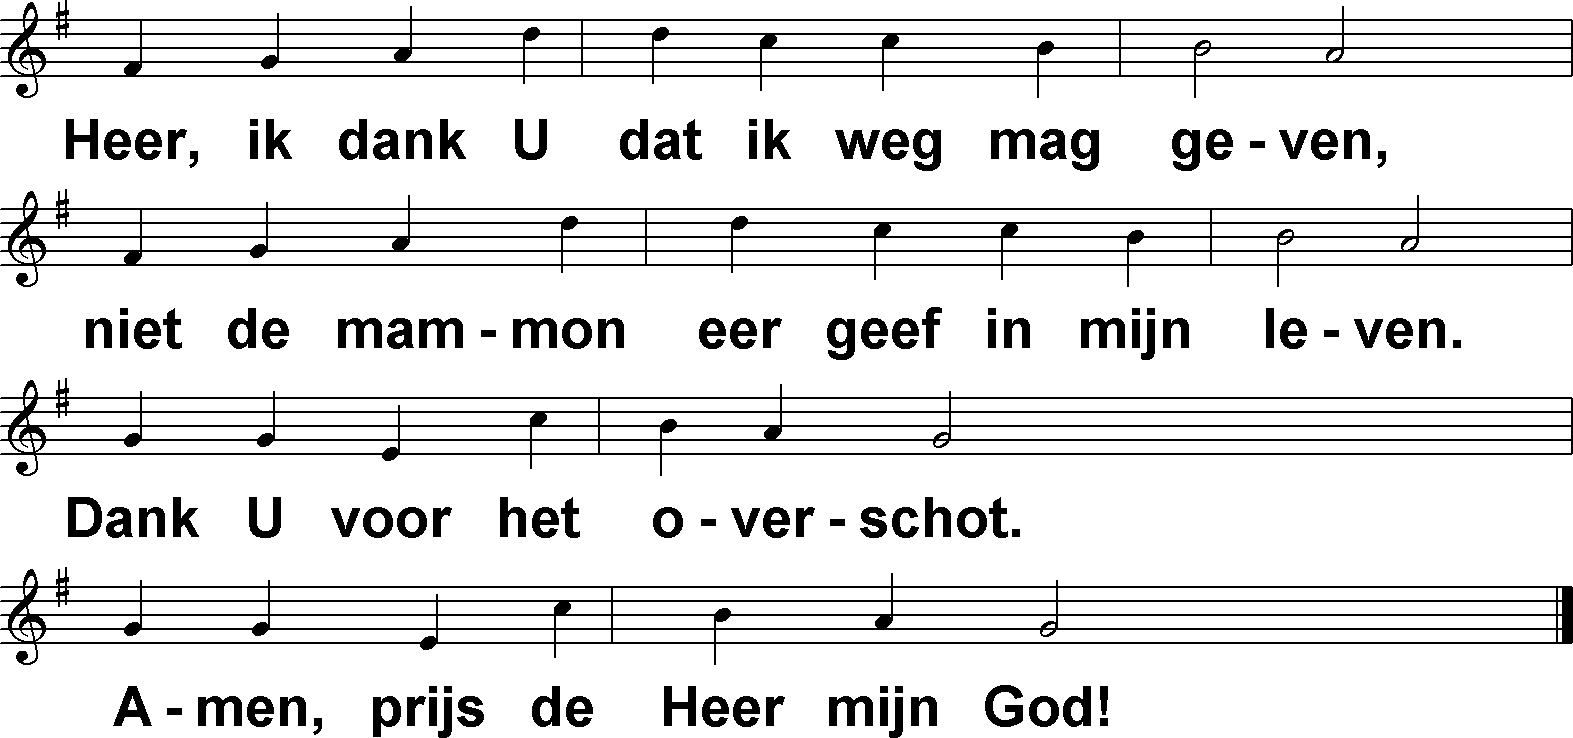 Heer, ik dank U dat ik weg mag ge - ven,
niet de mam - mon eer geef in mijn le - ven.
Dank U voor het o - ver - schot.
A - men, prijs de Heer mijn God!